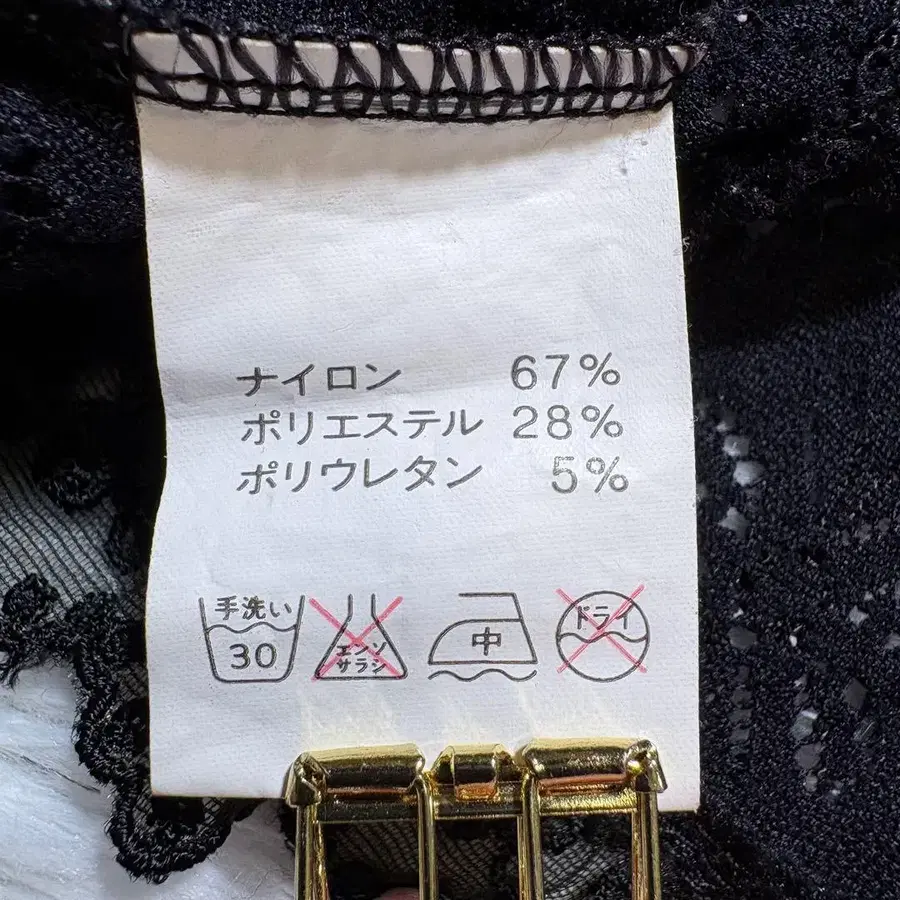 ナイロン 67%
ポリエステル 28%
ポリウレタン 5%
手洗い
30
エンソ
サラシ
中
ドライ